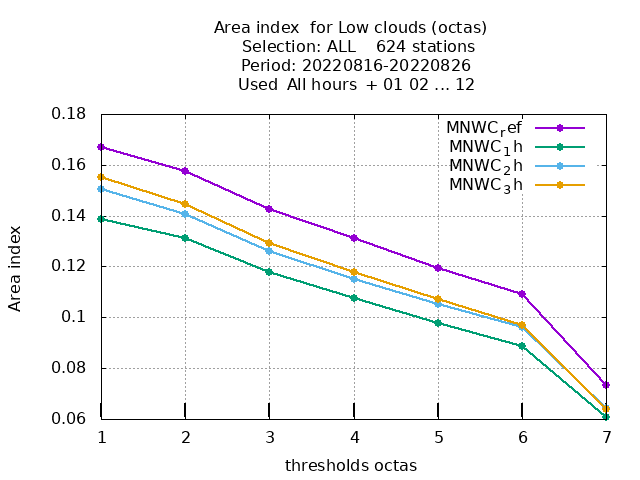 Area index  for Low clouds (octas)
Selection: ALL    624 stations
Period: 20220816-20220826
Used  All hours  + 01 02 ... 12
0.18
0.16
0.14
0.12
0.1
0.08
0.06
Area index
MNWC_ref
MNWC_1h
MNWC_2h
MNWC_3h
1 2 3 4 5 6 7
thresholds octas